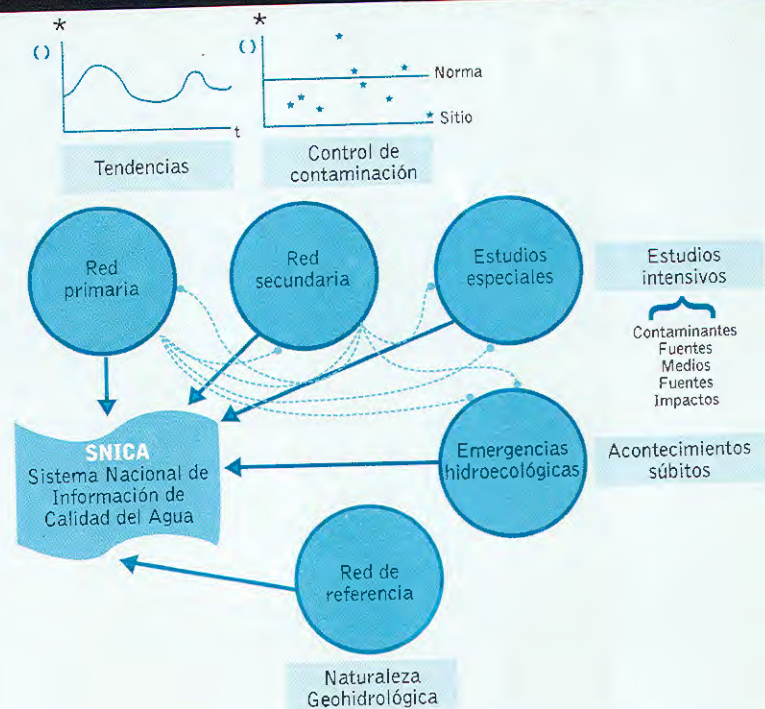 *
( )
t
Tendencias
*
( )
Norma
Sitio
Control de
contaminación
Red
primaria
Red
secundaria
Estudios
especiales
Estudios
intensivos
Contaminantes
Fuentes
Medios
Fuentes
Impactos
SNICA
Sistema Nacional de
Información de
Calidad del Agua
Emergencias
hidroecológicas
Acontecimientos
súbitos
Red de
referencia
Naturaleza
Geohidrológica